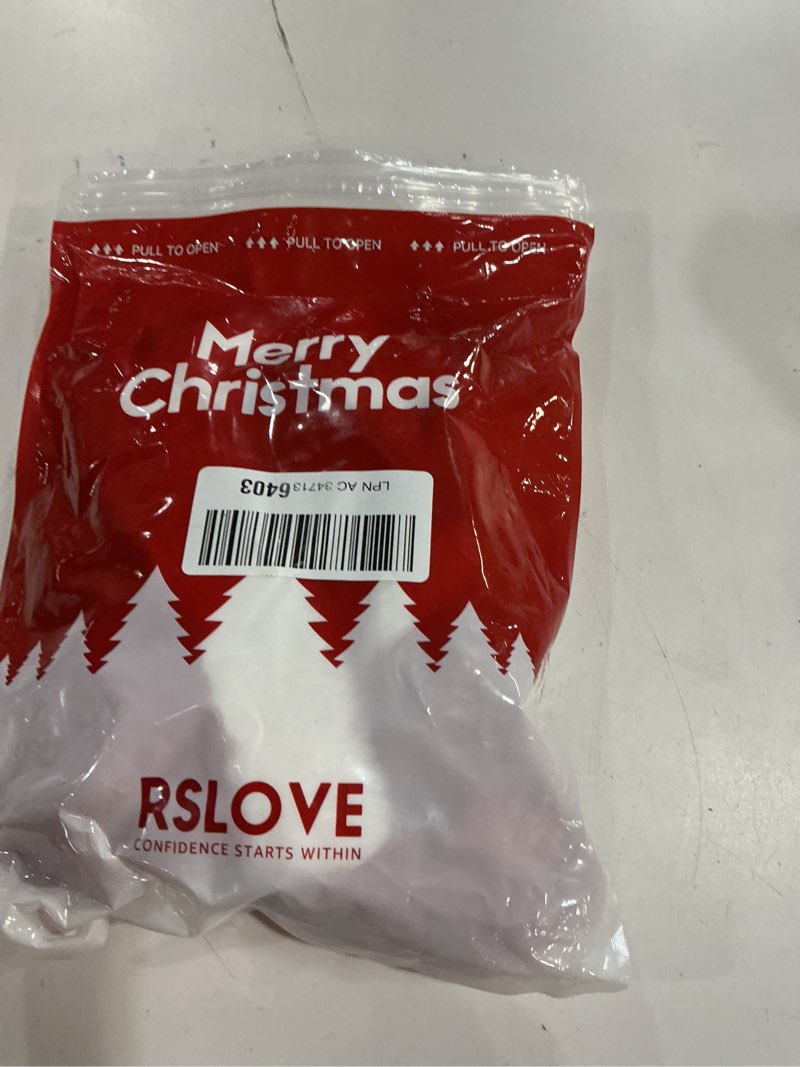 PULL TO OPEN PULL TO OPEN PULL TO OPEN
Merry
Christmas
LPN AC 347136403
RSLOVE
CONFIDENCE STARTS WITHIN